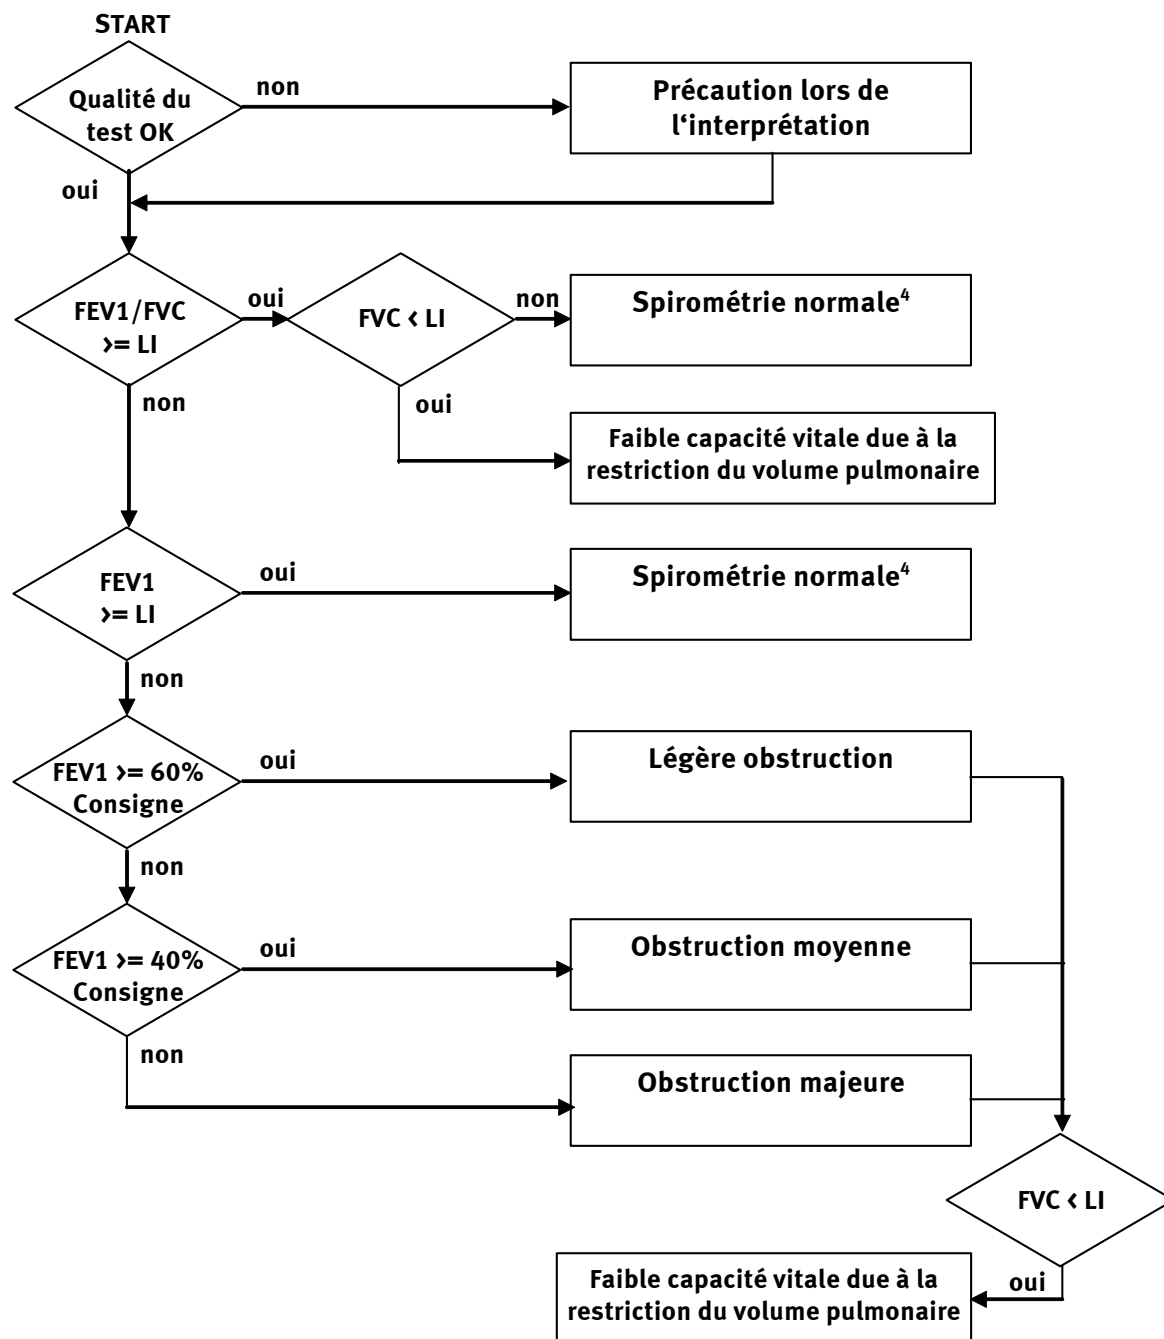 START
Qualité du
test OK
non
Précaution lors de
l‘interprétation
oui
FEV1/FVC
>= LI
oui
FVC < LI
non
Spirométrie normale⁴
oui
non
Faible capacité vitale due à la
restriction du volume pulmonaire
FEV1
>= LI
oui
Spirométrie normale⁴
non
FEV1 >= 60%
Consigne
oui
Légère obstruction
non
FEV1 >= 40%
Consigne
oui
Obstruction moyenne
non
Obstruction majeure
FVC < LI
oui
Faible capacité vitale due à la
restriction du volume pulmonaire